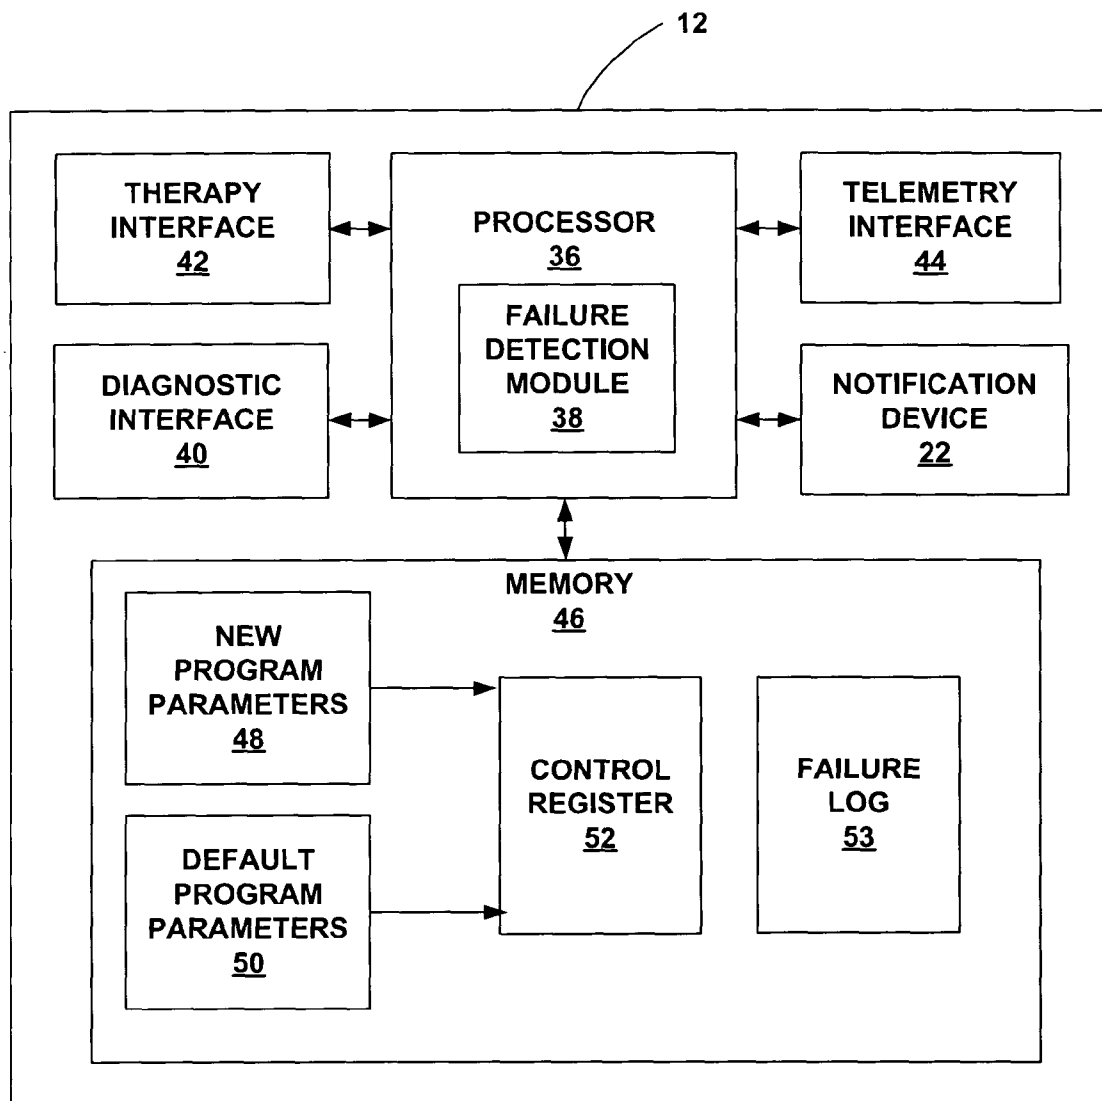 12
THERAPY
INTERFACE
42
PROCESSOR
36
TELEMETRY
INTERFACE
44
FAILURE
DETECTION
MODULE
38
DIAGNOSTIC
INTERFACE
40
NOTIFICATION
DEVICE
22
MEMORY
46
NEW
PROGRAM
PARAMETERS
48
CONTROL
REGISTER
52
FAILURE
LOG
53
DEFAULT
PROGRAM
PARAMETERS
50